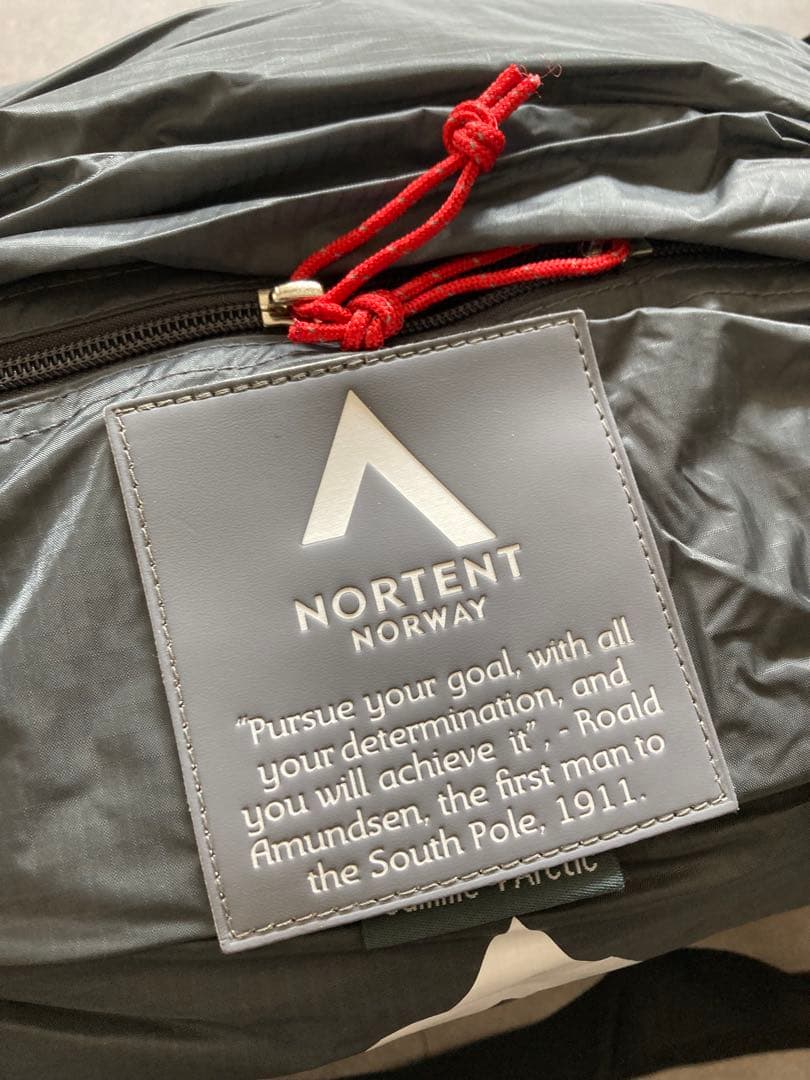 NORTENT
NORWAY
“Pursue your goal, with all
your determination, and
you will achieve it”, - Roald
Amundsen, the first man to
the South Pole, 1911.
Arctic